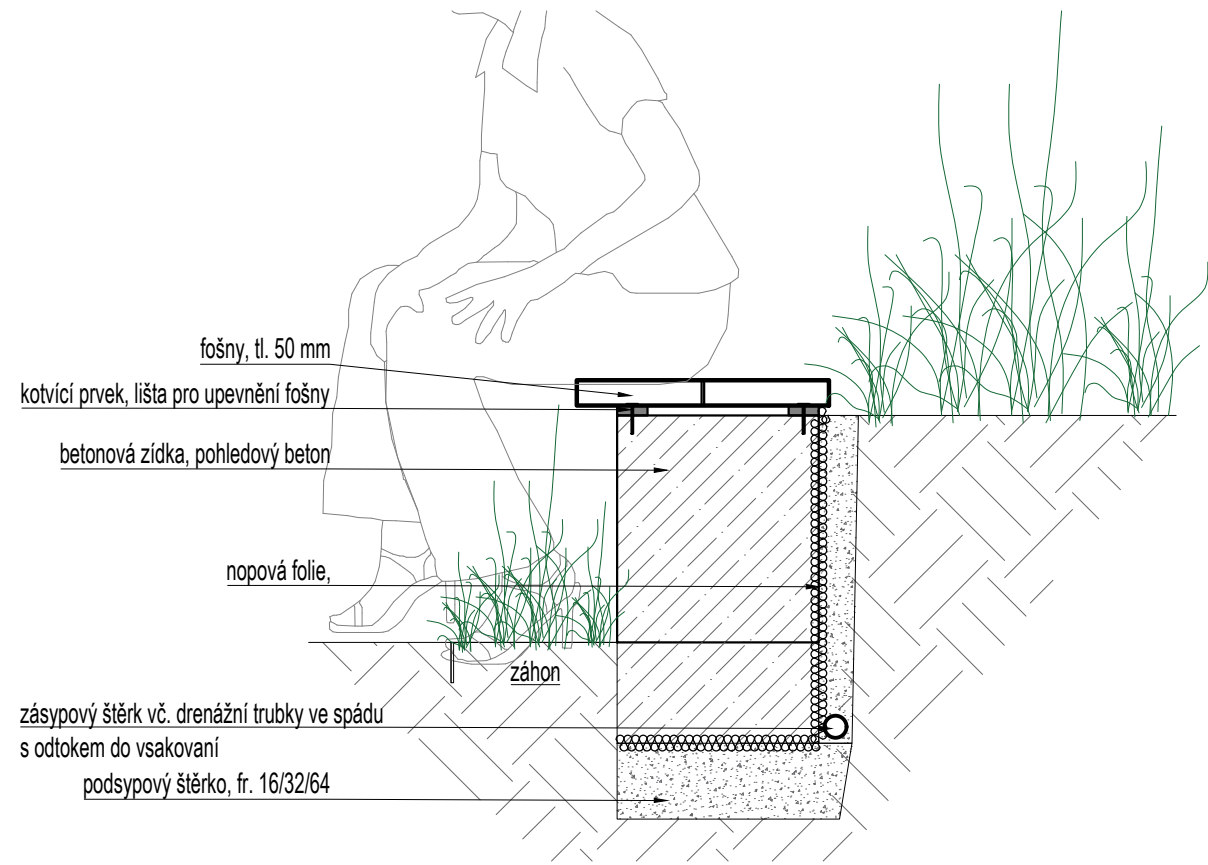 fošny, tl. 50 mm
kotvící prvek, lišta pro upevnění fošny
betonová zídka, pohledový beton
nopová folie,
záhon
zásypový štěrk vč. drenážní trubky ve spádu
s odtokem do vsakovaní
podsypový štěrko, fr. 16/32/64